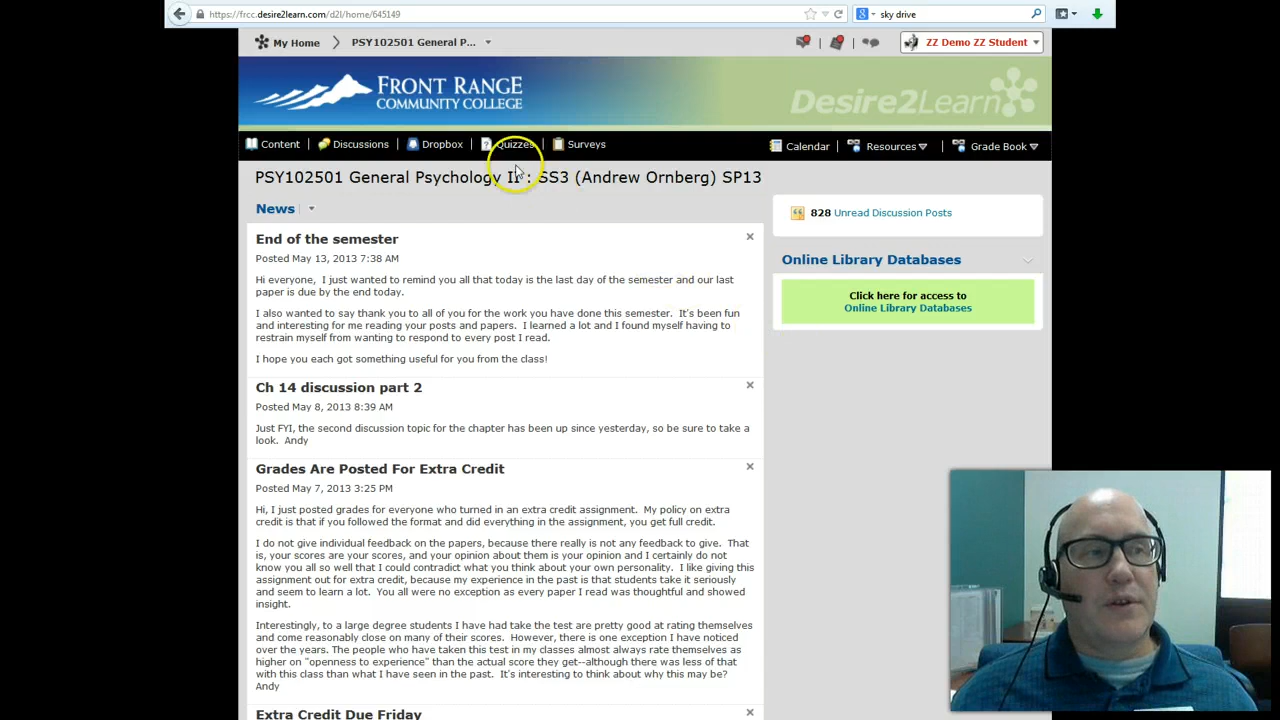 https://frcc.desire2learn.com/d2l/home/645149
sky drive
My Home
PSY102501 General P...
ZZ Demo ZZ Student
FRONT RANGE
COMMUNITY COLLEGE
Desire2Learn
Content
Discussions
Dropbox
Quizzes
Surveys
Calendar
Resources
Grade Book
PSY102501 General Psychology II : SS3 (Andrew Ornberg) SP13
News
828 Unread Discussion Posts
Online Library Databases
Click here for access to
Online Library Databases
End of the semester
Posted May 13, 2013 7:38 AM
Hi everyone, I just wanted to remind you all that today is the last day of the semester and our last
paper is due by the end today.
I also wanted to say thank you to all of you for the work you have done this semester. It's been fun
and interesting for me reading your posts and papers. I learned a lot and I found myself having to
restrain myself from wanting to respond to every post I read.
I hope you each got something useful for you from the class!
Ch 14 discussion part 2
Posted May 8, 2013 8:39 AM
Just FYI, the second discussion topic for the chapter has been up since yesterday, so be sure to take a
look. Andy
Grades Are Posted For Extra Credit
Posted May 7, 2013 3:25 PM
Hi, I just posted grades for everyone who turned in an extra credit assignment. My policy on extra
credit is that if you followed the format and did everything in the assignment, you get full credit.
I do not give individual feedback on the papers, because there really is not any feedback to give. That
is, your scores are your scores, and your opinion about them is your opinion and I certainly do not
know you all so well that I could contradict what you think about your own personality. I like giving this
assignment out for extra credit, because my experience in the past is that students take it seriously
and seem to learn a lot. You all were no exception as every paper I read was thoughtful and showed
insight.
Interestingly, to a large degree students I have had take the test are pretty good at rating themselves
and come reasonably close on many of their scores. However, there is one exception I have noticed
over the years. The people who have taken this test in my classes almost always rate themselves as
higher on "openness to experience" than the actual score they get--although there was less of that
with this class than what I have seen in the past. It's interesting to think about why this may be?
Andy
Extra Credit Due Friday